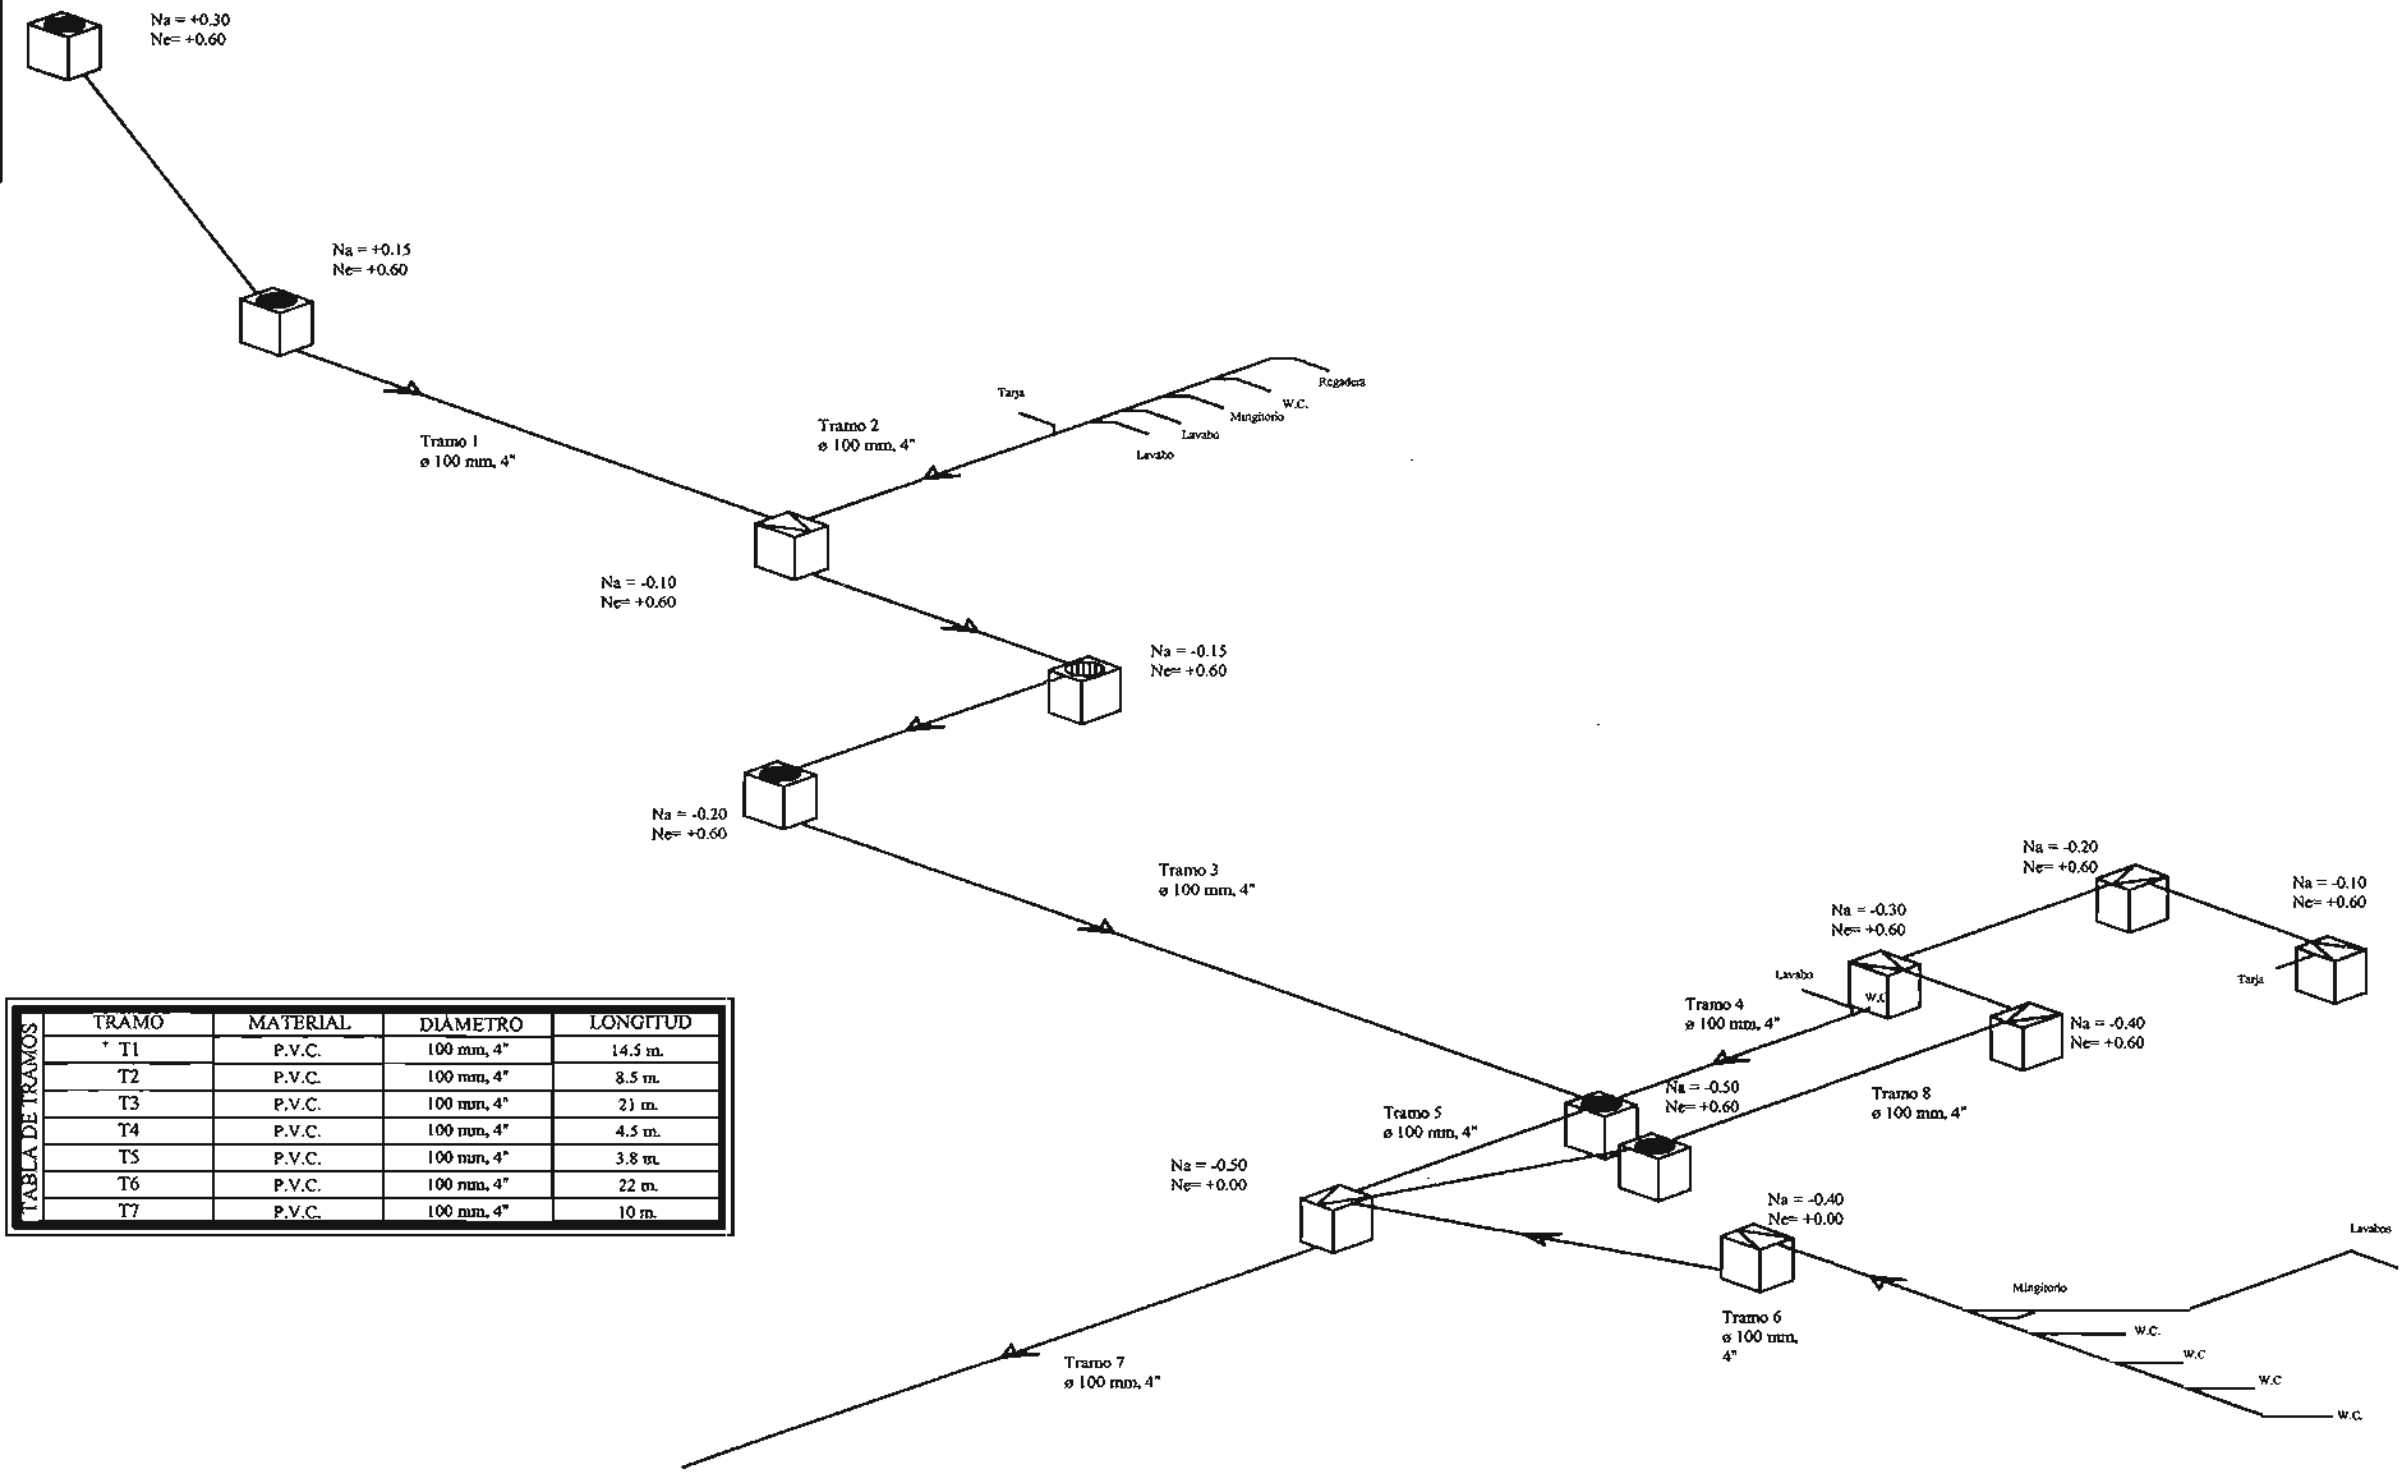 Na = +0.30
Ne= +0.60
Na = +0.15
Ne= +0.60
Tramo 1
ø 100 mm, 4"
Tramo 2
ø 100 mm, 4"
Tarja
Regadera
W.C.
Mingitorio
Lavabo
Lavabo
Na = -0.10
Ne= +0.60
Na = -0.15
Ne= +0.60
Na = -0.20
Ne= +0.60
Tramo 3
ø 100 mm, 4"
Na = -0.20
Ne= +0.60
Na = -0.10
Ne= +0.60
Tarja
Na = -0.30
Ne= +0.60
Lavabo
W.C
Tramo 4
ø 100 mm, 4"
Na = -0.40
Ne= +0.60
Na = -0.50
Ne= +0.60
Tramo 8
ø 100 mm, 4"
Tramo 5
ø 100 mm, 4"
Na = -0.50
Ne= +0.00
Na = -0.40
Ne= +0.00
Tramo 6
ø 100 mm,
4"
Lavabos
Mingitorio
W.C.
W.C
W.C
W.C.
Tramo 7
ø 100 mm, 4"
TABLA DE TRAMOS
TRAMO MATERIAL DIÁMETRO LONGITUD
T1 P.V.C. 100 mm, 4" 14.5 m.
T2 P.V.C. 100 mm, 4" 8.5 m.
T3 P.V.C. 100 mm, 4" 21 m.
T4 P.V.C. 100 mm, 4" 4.5 m.
T5 P.V.C. 100 mm, 4" 3.8 m.
T6 P.V.C. 100 mm, 4" 22 m.
T7 P.V.C. 100 mm, 4" 10 m.